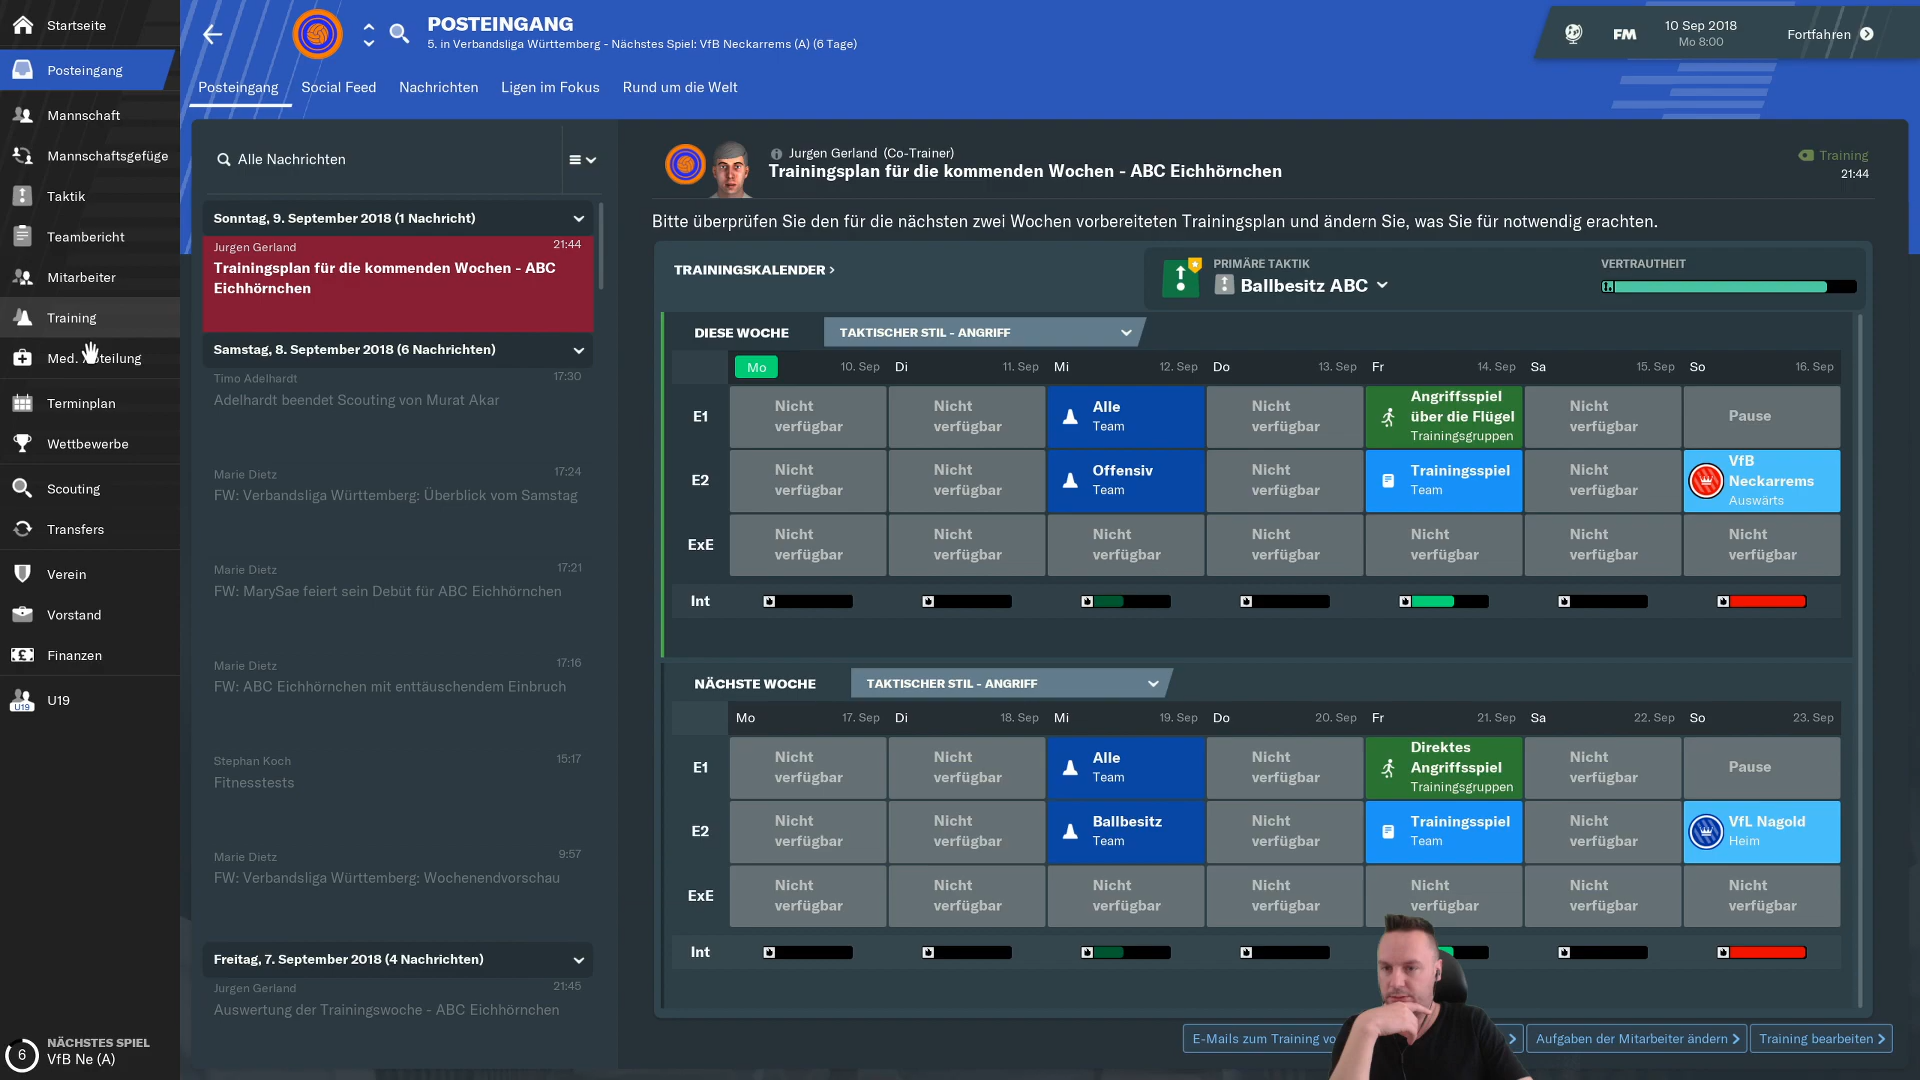 Startseite
Posteingang
Mannschaft
Mannschaftsgefüge
Taktik
Teambericht
Mitarbeiter
Training
Med. Abteilung
Terminplan
Wettbewerbe
Scouting
Transfers
Verein
Vorstand
Finanzen
U19
U19
NÄCHSTES SPIEL
6
VfB Ne (A)
POSTEINGANG
5. in Verbandsliga Württemberg - Nächstes Spiel: VfB Neckarrems (A) (6 Tage)
FM
10 Sep 2018
Mo 8:00
Fortfahren
Posteingang Social Feed Nachrichten Ligen im Fokus Rund um die Welt
Alle Nachrichten
Sonntag, 9. September 2018 (1 Nachricht)
Jurgen Gerland 21:44
Trainingsplan für die kommenden Wochen - ABC
Eichhörnchen
Samstag, 8. September 2018 (6 Nachrichten)
Timo Adelhardt 17:30
Adelhardt beendet Scouting von Murat Akar
Marie Dietz 17:24
FW: Verbandsliga Württemberg: Überblick vom Samstag
Marie Dietz 17:21
FW: MarySae feiert sein Debüt für ABC Eichhörnchen
Marie Dietz 17:16
FW: ABC Eichhörnchen mit enttäuschendem Einbruch
Stephan Koch 15:17
Fitnesstests
Marie Dietz 9:57
FW: Verbandsliga Württemberg: Wochenendvorschau
Freitag, 7. September 2018 (4 Nachrichten)
Jurgen Gerland 21:45
Auswertung der Trainingswoche - ABC Eichhörnchen
Jurgen Gerland (Co-Trainer)
Trainingsplan für die kommenden Wochen - ABC Eichhörnchen
Training
21:44
Bitte überprüfen Sie den für die nächsten zwei Wochen vorbereiteten Trainingsplan und ändern Sie, was Sie für notwendig erachten.
TRAININGSKALENDER >
PRIMÄRE TAKTIK
Ballbesitz ABC
VERTRAUTHEIT
DIESE WOCHE TAKTISCHER STIL - ANGRIFF
Mo 10. Sep Di 11. Sep Mi 12. Sep Do 13. Sep Fr 14. Sep Sa 15. Sep So 16. Sep
E1
Nicht verfügbar
Nicht verfügbar
Alle
Team
Nicht verfügbar
Angriffsspiel über die Flügel
Trainingsgruppen
Nicht verfügbar
Pause
E2
Nicht verfügbar
Nicht verfügbar
Offensiv
Team
Nicht verfügbar
Trainingsspiel
Team
Nicht verfügbar
VfB Neckarrems
Auswärts
ExE
Nicht verfügbar
Nicht verfügbar
Nicht verfügbar
Nicht verfügbar
Nicht verfügbar
Nicht verfügbar
Nicht verfügbar
Int
NÄCHSTE WOCHE TAKTISCHER STIL - ANGRIFF
Mo 17. Sep Di 18. Sep Mi 19. Sep Do 20. Sep Fr 21. Sep Sa 22. Sep So 23. Sep
E1
Nicht verfügbar
Nicht verfügbar
Alle
Team
Nicht verfügbar
Direktes Angriffsspiel
Trainingsgruppen
Nicht verfügbar
Pause
E2
Nicht verfügbar
Nicht verfügbar
Ballbesitz
Team
Nicht verfügbar
Trainingsspiel
Team
Nicht verfügbar
VfL Nagold
Heim
ExE
Nicht verfügbar
Nicht verfügbar
Nicht verfügbar
Nicht verfügbar
Nicht verfügbar
Nicht verfügbar
Nicht verfügbar
Int
E-Mails zum Training
Aufgaben der Mitarbeiter ändern >
Training bearbeiten >